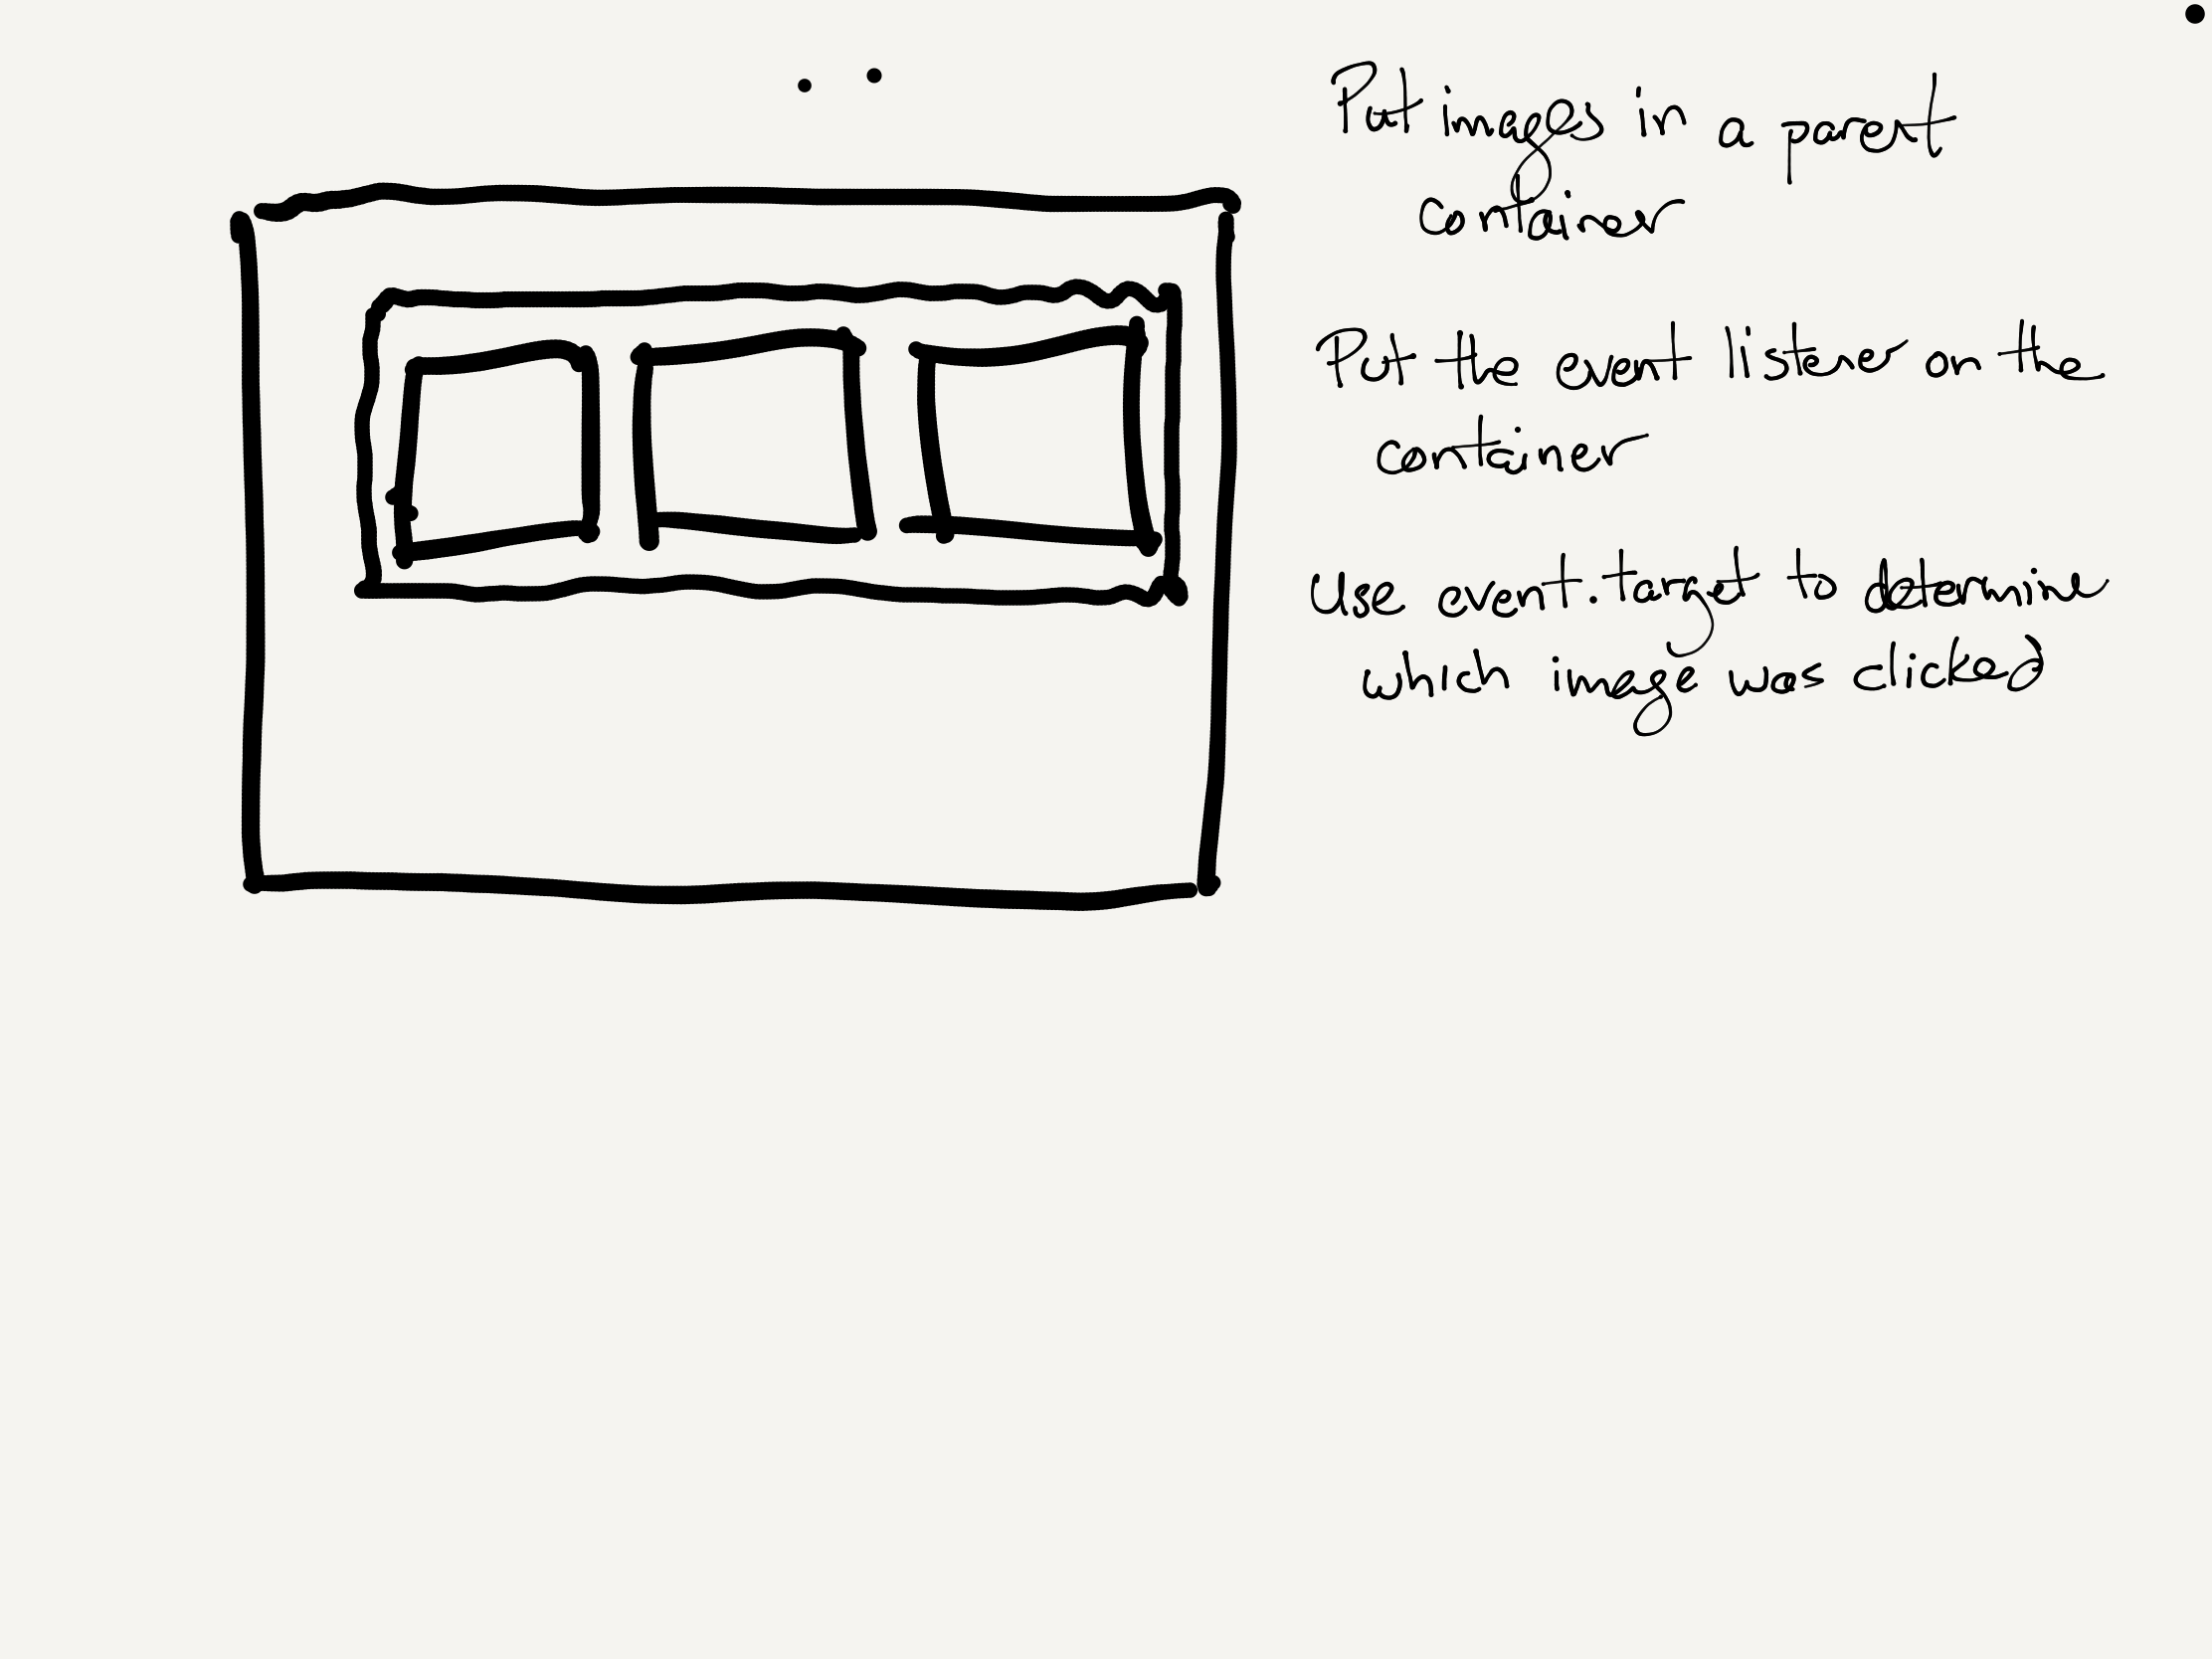 Put images in a parent
container
Put the event listener on the
container
Use event.target to determine
which image was clicked